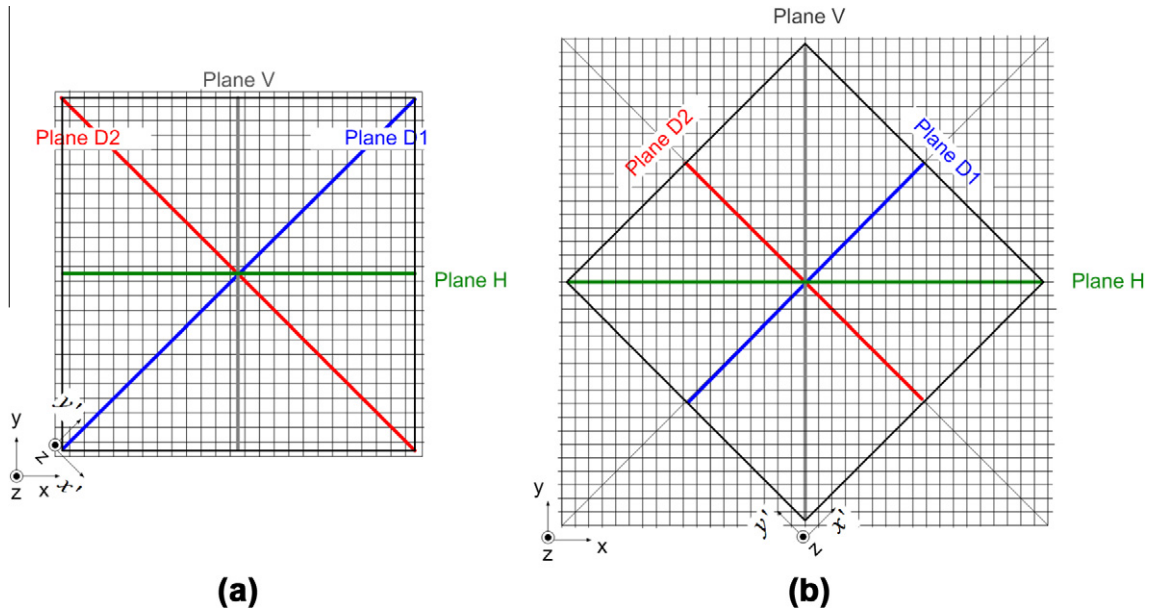 Plane V
Plane D2
Plane D1
Plane H
y'
y
z
x
x'
z
(a)
Plane V
Plane D2
Plane D1
Plane H
y
y'
x'
z
x
z
(b)